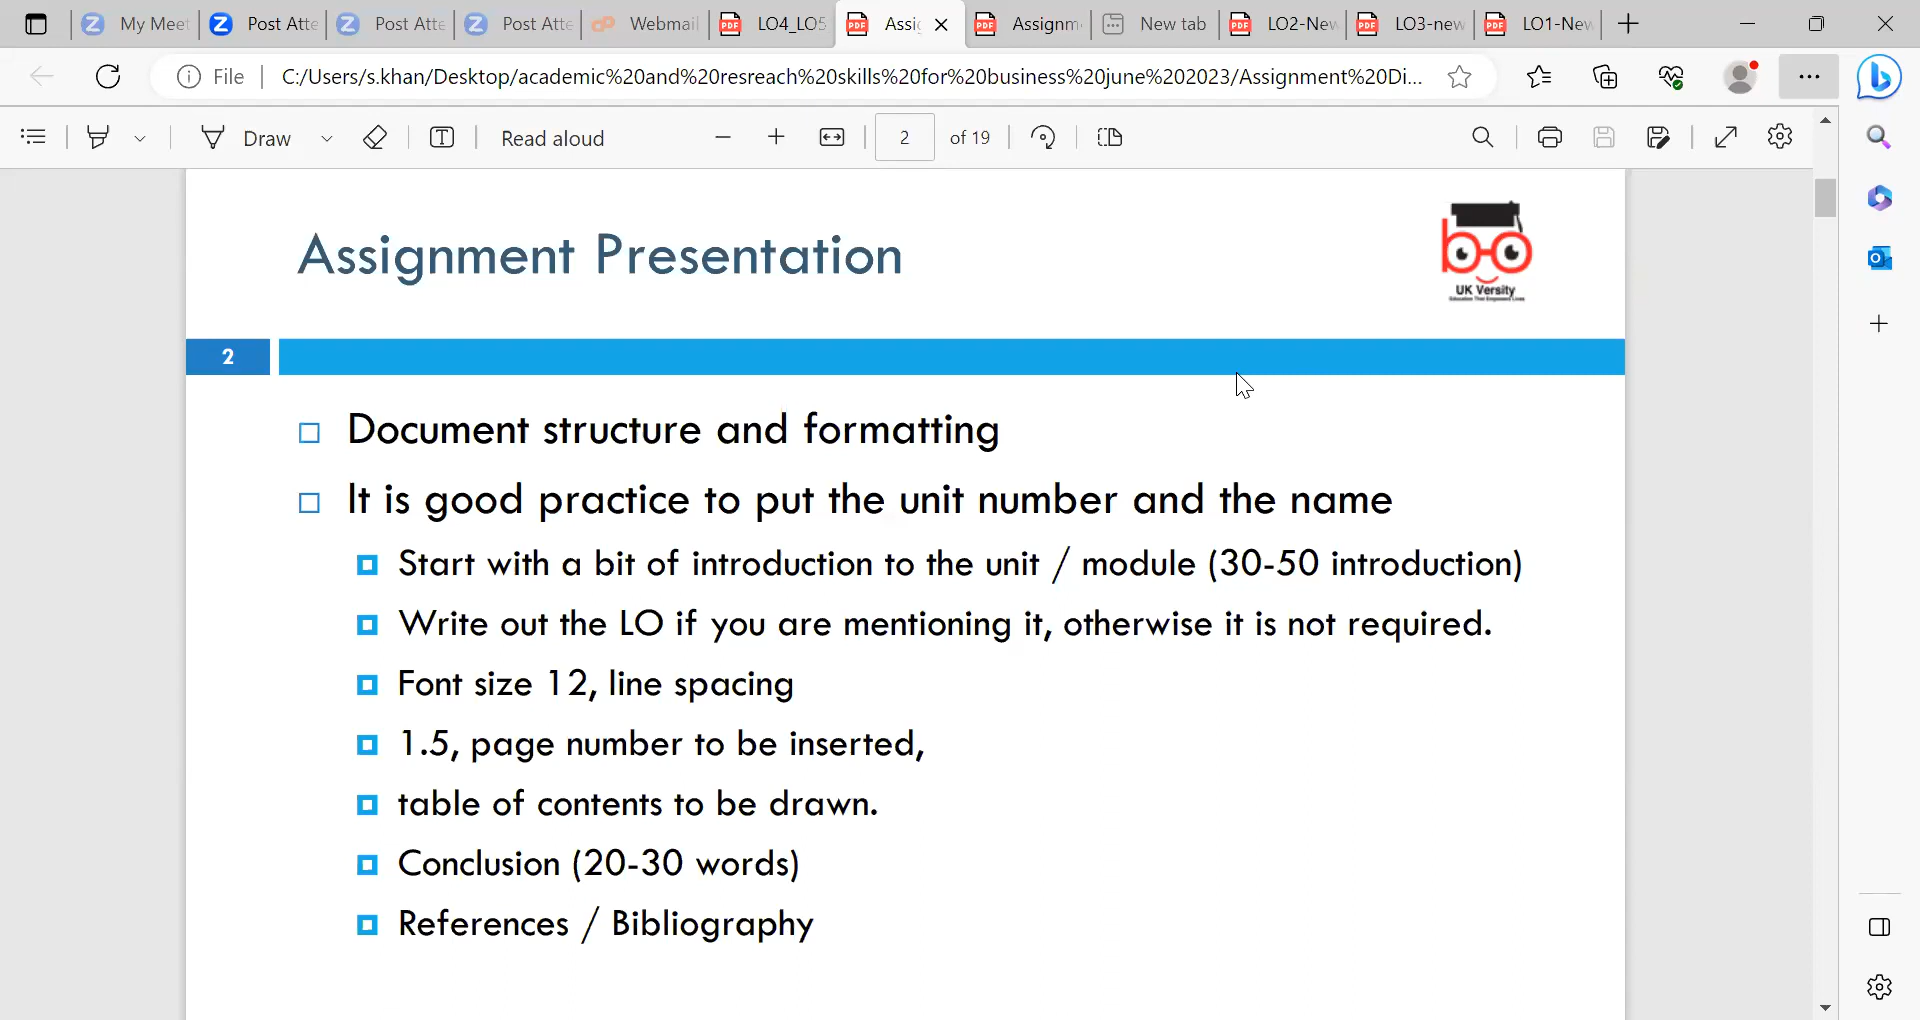 My Meet
Post Atte
Post Atte
Post Atte
Webmail
LO4_LO5
Assig
Assignm
New tab
LO2-New
LO3-new
LO1-New
File
C:/Users/s.khan/Desktop/academic%20and%20resreach%20skills%20for%20business%20june%202023/Assignment%20Di...
Draw
Read aloud
2
of 19
Assignment Presentation
UK Versity
Education That Empowers Lives
2
Document structure and formatting
It is good practice to put the unit number and the name
Start with a bit of introduction to the unit / module (30-50 introduction)
Write out the LO if you are mentioning it, otherwise it is not required.
Font size 12, line spacing
1.5, page number to be inserted,
table of contents to be drawn.
Conclusion (20-30 words)
References / Bibliography